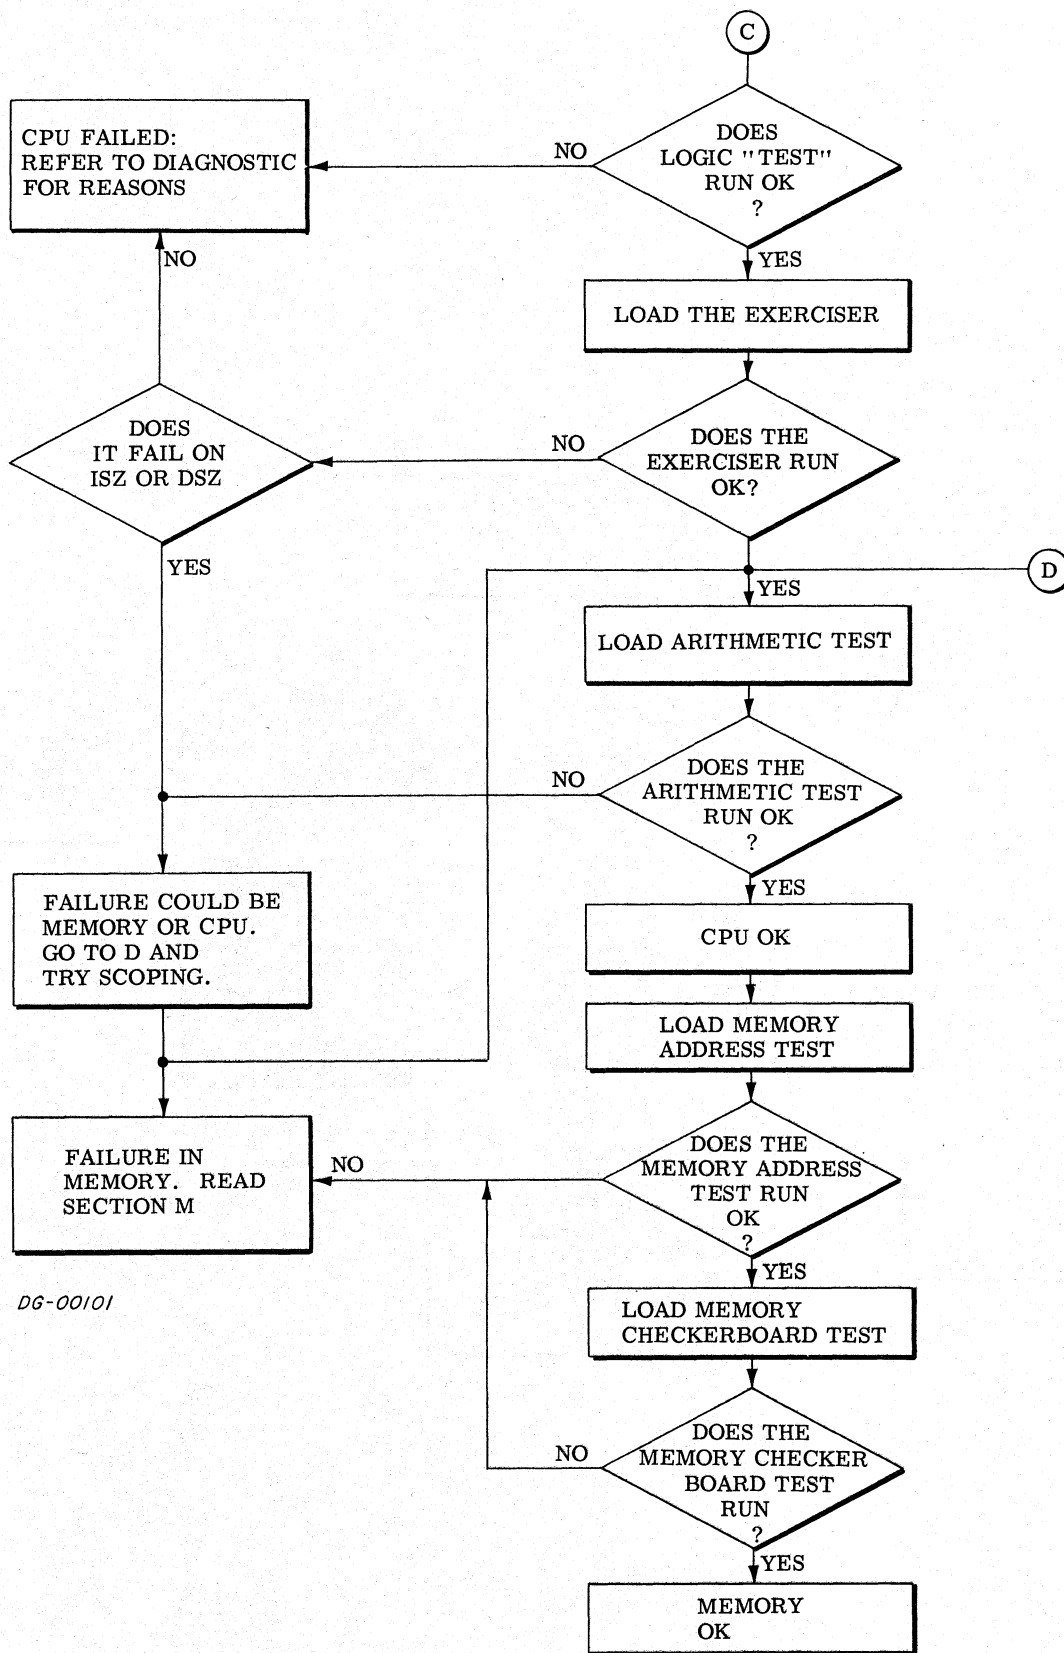 C
CPU FAILED:
REFER TO DIAGNOSTIC
FOR REASONS
NO
DOES
LOGIC "TEST"
RUN OK
?
NO
YES
LOAD THE EXERCISER
DOES
IT FAIL ON
ISZ OR DSZ
NO
DOES THE
EXERCISER RUN
OK?
YES
D
YES
LOAD ARITHMETIC TEST
NO
DOES THE
ARITHMETIC TEST
RUN OK
?
YES
FAILURE COULD BE
MEMORY OR CPU.
GO TO D AND
TRY SCOPING.
CPU OK
LOAD MEMORY
ADDRESS TEST
FAILURE IN
MEMORY. READ
SECTION M
NO
DOES THE
MEMORY ADDRESS
TEST RUN
OK
?
YES
DG-00101
LOAD MEMORY
CHECKERBOARD TEST
NO
DOES THE
MEMORY CHECKER
BOARD TEST
RUN
?
YES
MEMORY
OK